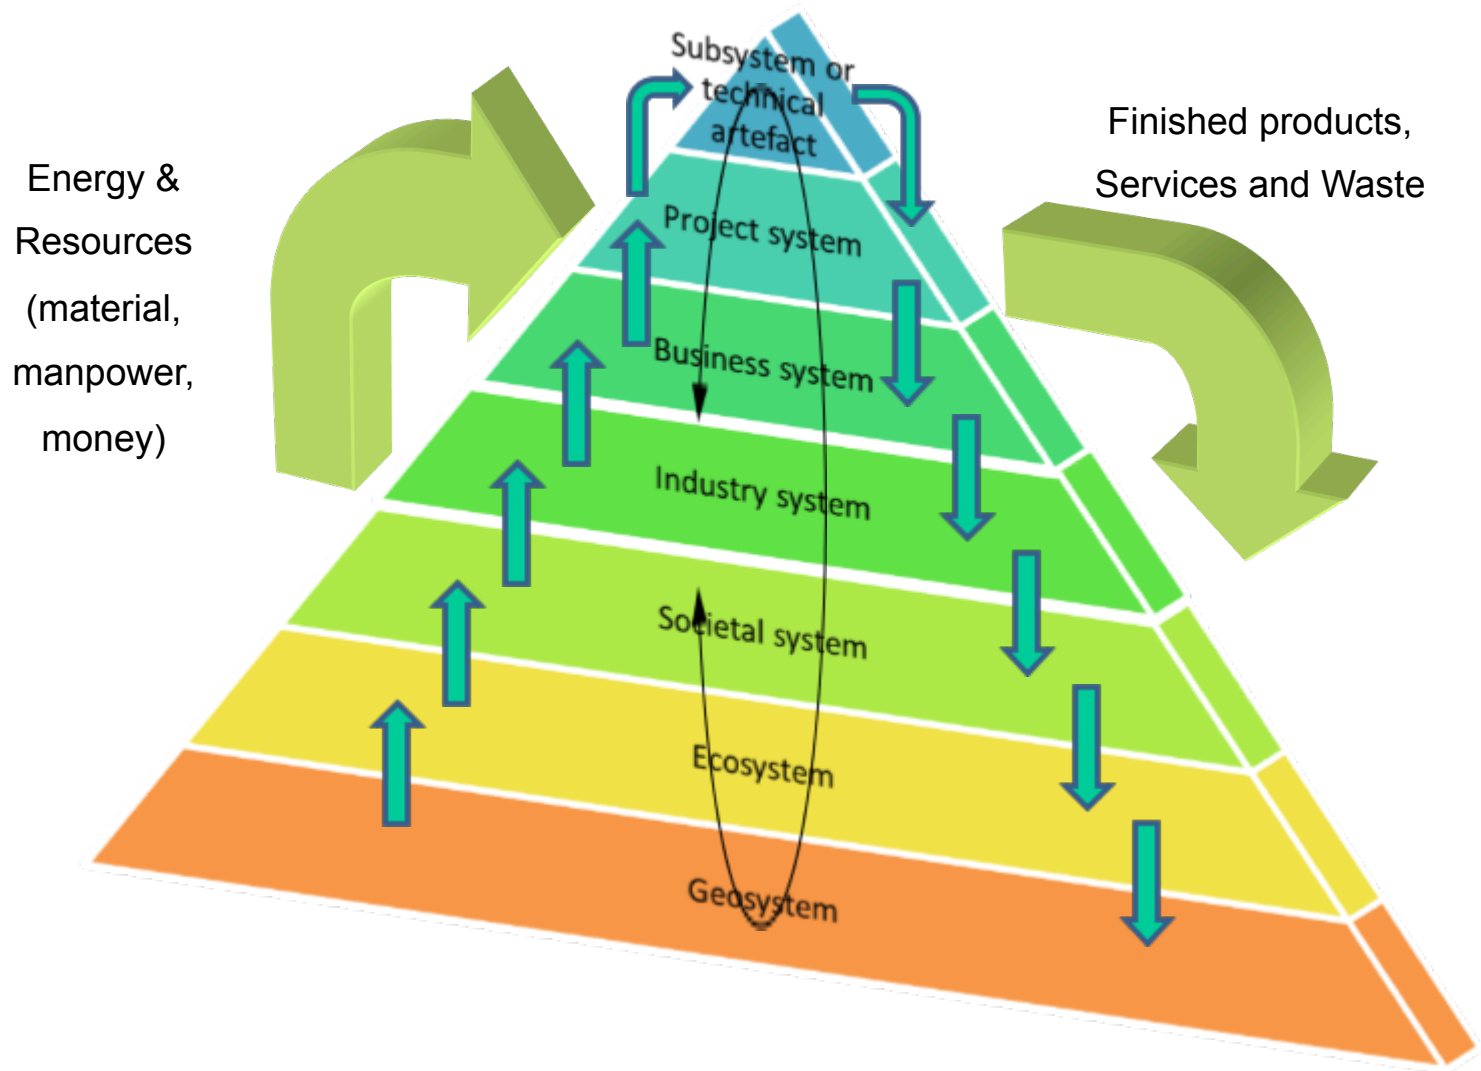 Subsystem or
technical
artefact
Energy &
Resources
(material,
manpower,
money)
Finished products,
Services and Waste
Project system
Business system
Industry system
Societal system
Ecosystem
Geosystem